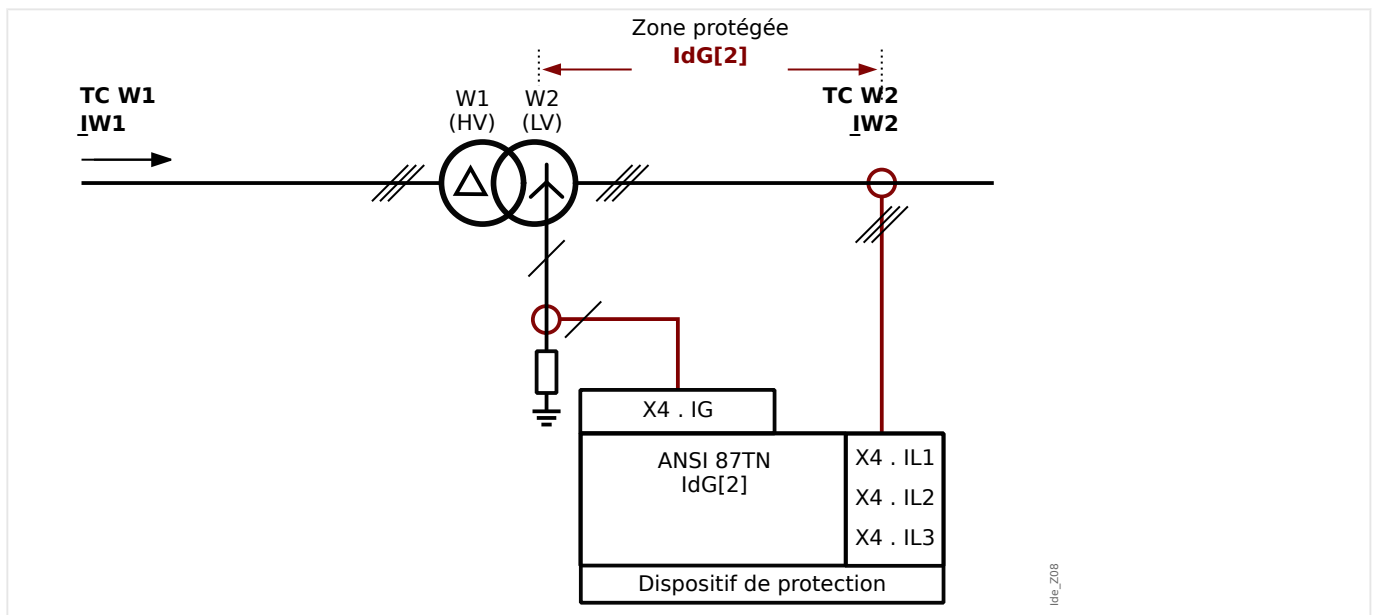 Zone protégée
IdG[2]
TC W1
IW1
W1
(HV)
W2
(LV)
TC W2
IW2
X4 . IG
ANSI 87TN
IdG[2]
X4 . IL1
X4 . IL2
X4 . IL3
Dispositif de protection
Ide_Z08